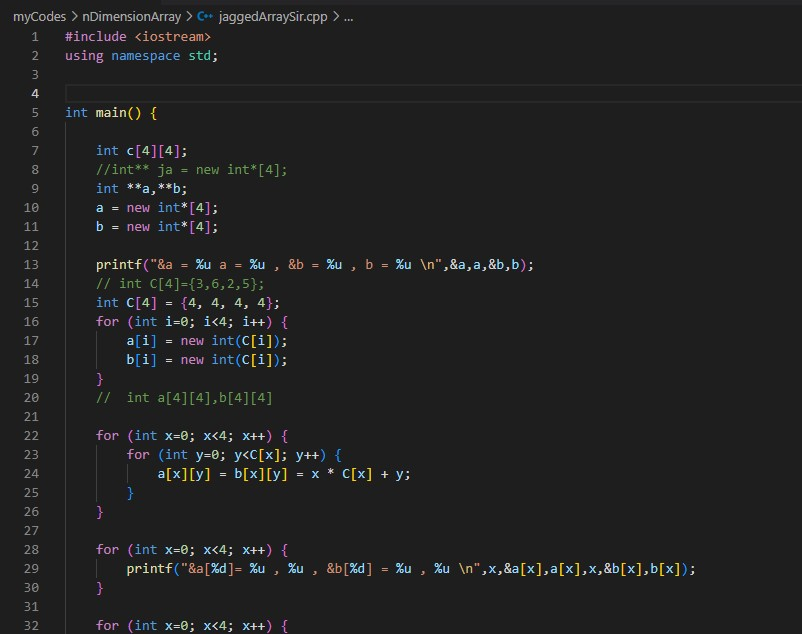 myCodes > nDimensionArray > C++ jaggedArraySir.cpp > ...
1 #include <iostream>
2 using namespace std;
3
4
5 int main() {
6
7     int c[4][4];
8     //int** ja = new int*[4];
9     int **a,**b;
10     a = new int*[4];
11     b = new int*[4];
12
13     printf("&a = %u a = %u , &b = %u , b = %u \n",&a,a,&b,b);
14     // int C[4]={3,6,2,5};
15     int C[4] = {4, 4, 4, 4};
16     for (int i=0; i<4; i++) {
17         a[i] = new int(C[i]);
18         b[i] = new int(C[i]);
19     }
20     //  int a[4][4],b[4][4]
21
22     for (int x=0; x<4; x++) {
23         for (int y=0; y<C[x]; y++) {
24             a[x][y] = b[x][y] = x * C[x] + y;
25         }
26     }
27
28     for (int x=0; x<4; x++) {
29         printf("&a[%d]= %u , %u , &b[%d] = %u , %u \n",x,&a[x],a[x],x,&b[x],b[x]);
30     }
31
32     for (int x=0; x<4; x++) {